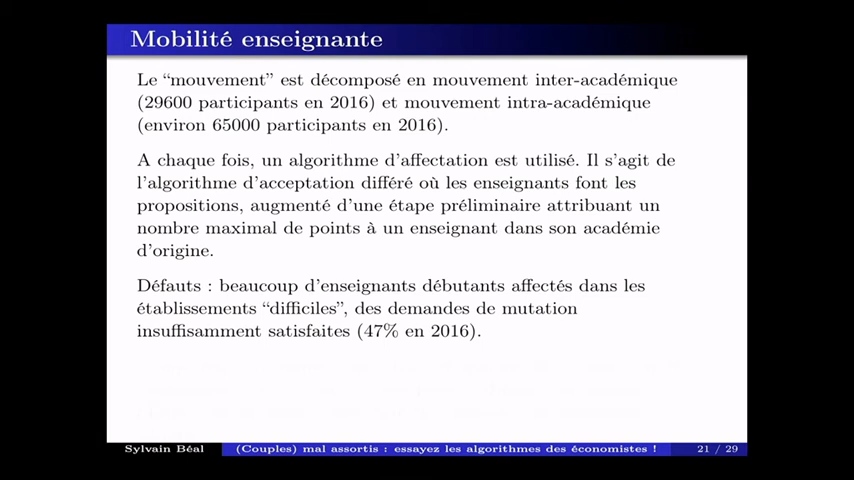 Mobilité enseignante
Le “mouvement” est décomposé en mouvement inter-académique
(29600 participants en 2016) et mouvement intra-académique
(environ 65000 participants en 2016).
A chaque fois, un algorithme d’affectation est utilisé. Il s’agit de
l’algorithme d’acceptation différé où les enseignants font les
propositions, augmenté d’une étape préliminaire attribuant un
nombre maximal de points à un enseignant dans son académie
d’origine.
Défauts : beaucoup d’enseignants débutants affectés dans les
établissements “difficiles”, des demandes de mutation
insuffisamment satisfaites (47% en 2016).
Sylvain Béal (Couples) mal assortis : essayez les algorithmes des économistes ! 21 / 29